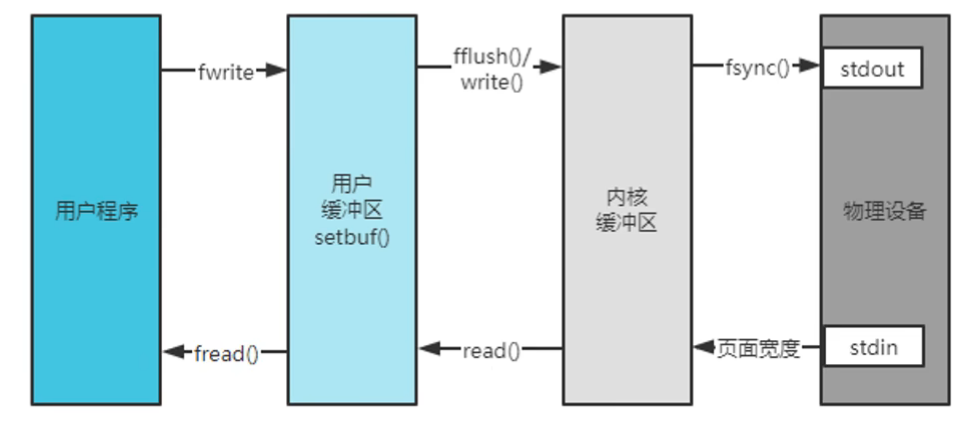 fwrite
fflush()/
write()
fsync()
stdout
用户程序
用户
缓冲区
setbuf()
内核
缓冲区
物理设备
fread()
read()
页面宽度
stdin